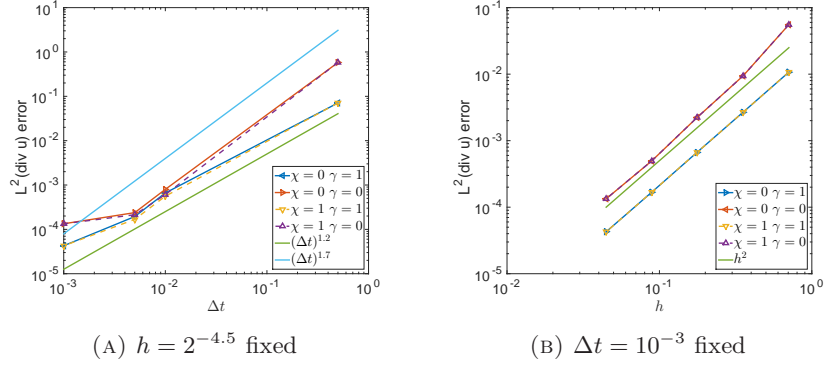 10^1
10^0
10^{-1}
10^{-2}
10^{-3}
10^{-4}
10^{-5}
L^2(div u) error
χ = 0 γ = 1
χ = 0 γ = 0
χ = 1 γ = 1
χ = 1 γ = 0
(Δt)^{1.2}
(Δt)^{1.7}
10^{-3} 10^{-2} 10^{-1} 10^0
Δt
(A) h = 2^{-4.5} fixed
10^{-1}
10^{-2}
10^{-3}
10^{-4}
10^{-5}
L^2(div u) error
χ = 0 γ = 1
χ = 0 γ = 0
χ = 1 γ = 1
χ = 1 γ = 0
h^2
10^{-2} 10^{-1} 10^0
h
(B) Δt = 10^{-3} fixed